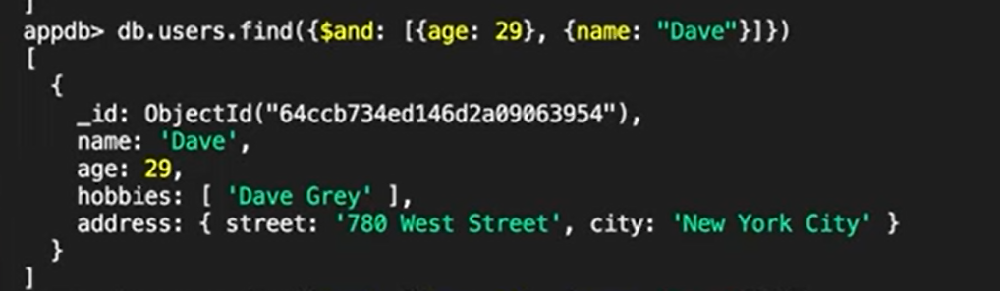 ]
appdb> db.users.find({$and: [{age: 29}, {name: "Dave"}]})
[
  {
    _id: ObjectId("64ccb734ed146d2a09063954"),
    name: 'Dave',
    age: 29,
    hobbies: [ 'Dave Grey' ],
    address: { street: '780 West Street', city: 'New York City' }
  }
]